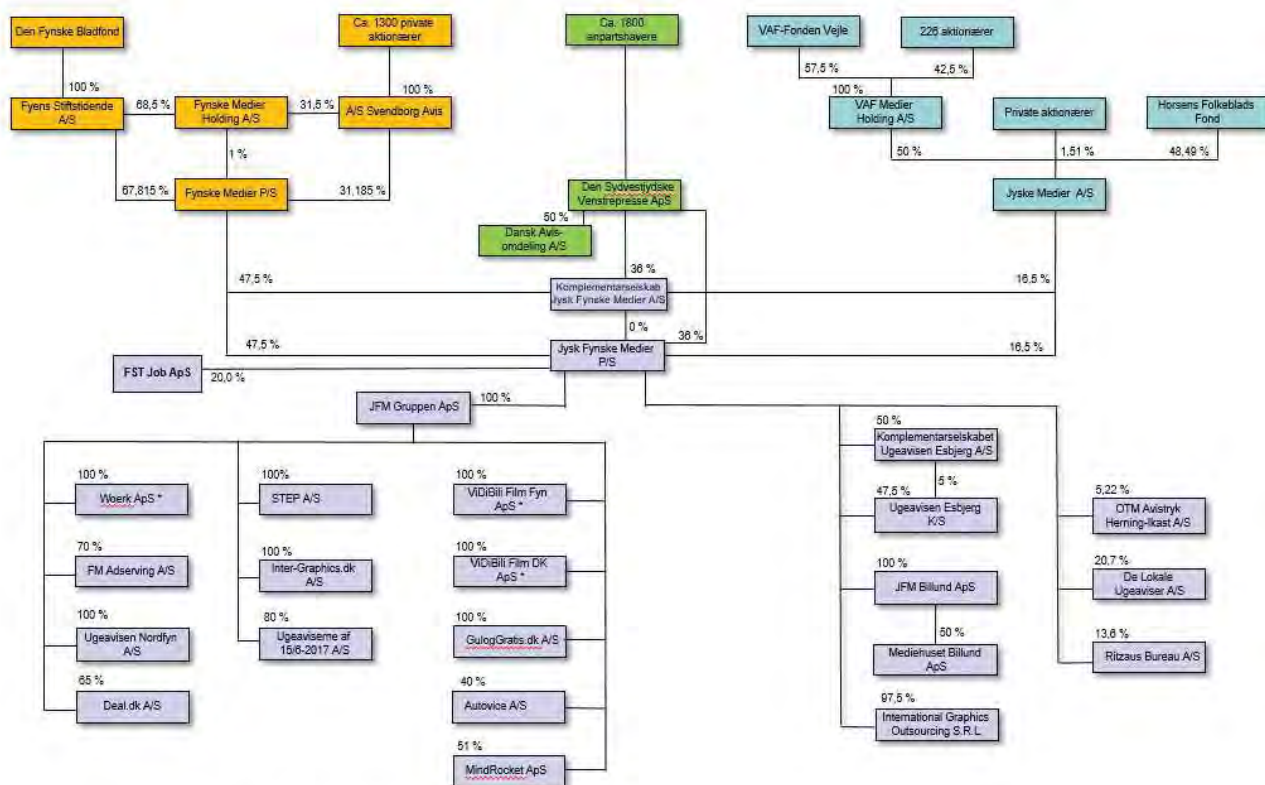 Den Fynske Bladfond
Ca. 1300 private
aktionærer
Ca. 1800
anpartshavere
VAF-Fonden Vejle
226 aktionærer
100 %
100 %
57,5 %
42,5 %
100 %
Fyens Stiftstidende
A/S
68,5 %
Fynske Medier
Holding A/S
31,5 %
A/S Svendborg Avis
VAF Medier
Holding A/S
Private aktionærer
Horsens Folkeblads
Fond
1 %
50 %
1,51 %
48,49 %
67,815 %
Fynske Medier P/S
31,185 %
Den Sydvestjydske
Venstrepresse ApS
Jyske Medier A/S
50 %
Dansk Avis-
omdeling A/S
47,5 %
36 %
16,5 %
Komplementarselskab
Jysk Fynske Medier A/S
0 %
36 %
47,5 %
Jysk Fynske Medier
P/S
16,5 %
FST Job ApS
20,0 %
JFM Gruppen ApS
100 %
100 %
Woerk ApS *
70 %
FM Adserving A/S
100 %
Ugeavisen Nordfyn
A/S
65 %
Deal.dk A/S
100%
STEP A/S
100 %
Inter-Graphics.dk
A/S
80 %
Ugeaviserne af
15/6-2017 A/S
100 %
ViDiBili Film Fyn
ApS *
100 %
ViDiBili Film DK
ApS *
100 %
GulogGratis.dk A/S
40 %
Autovice A/S
51 %
MindRocket ApS
50 %
Komplementarselskabet
Ugeavisen Esbjerg A/S
5 %
47,5 %
Ugeavisen Esbjerg
K/S
100 %
JFM Billund ApS
50 %
Mediehuset Billund
ApS
97,5 %
International Graphics
Outsourcing S.R.L
5,22 %
OTM Avistryk
Herning-Ikast A/S
20,7 %
De Lokale
Ugeaviser A/S
13,6 %
Ritzaus Bureau A/S